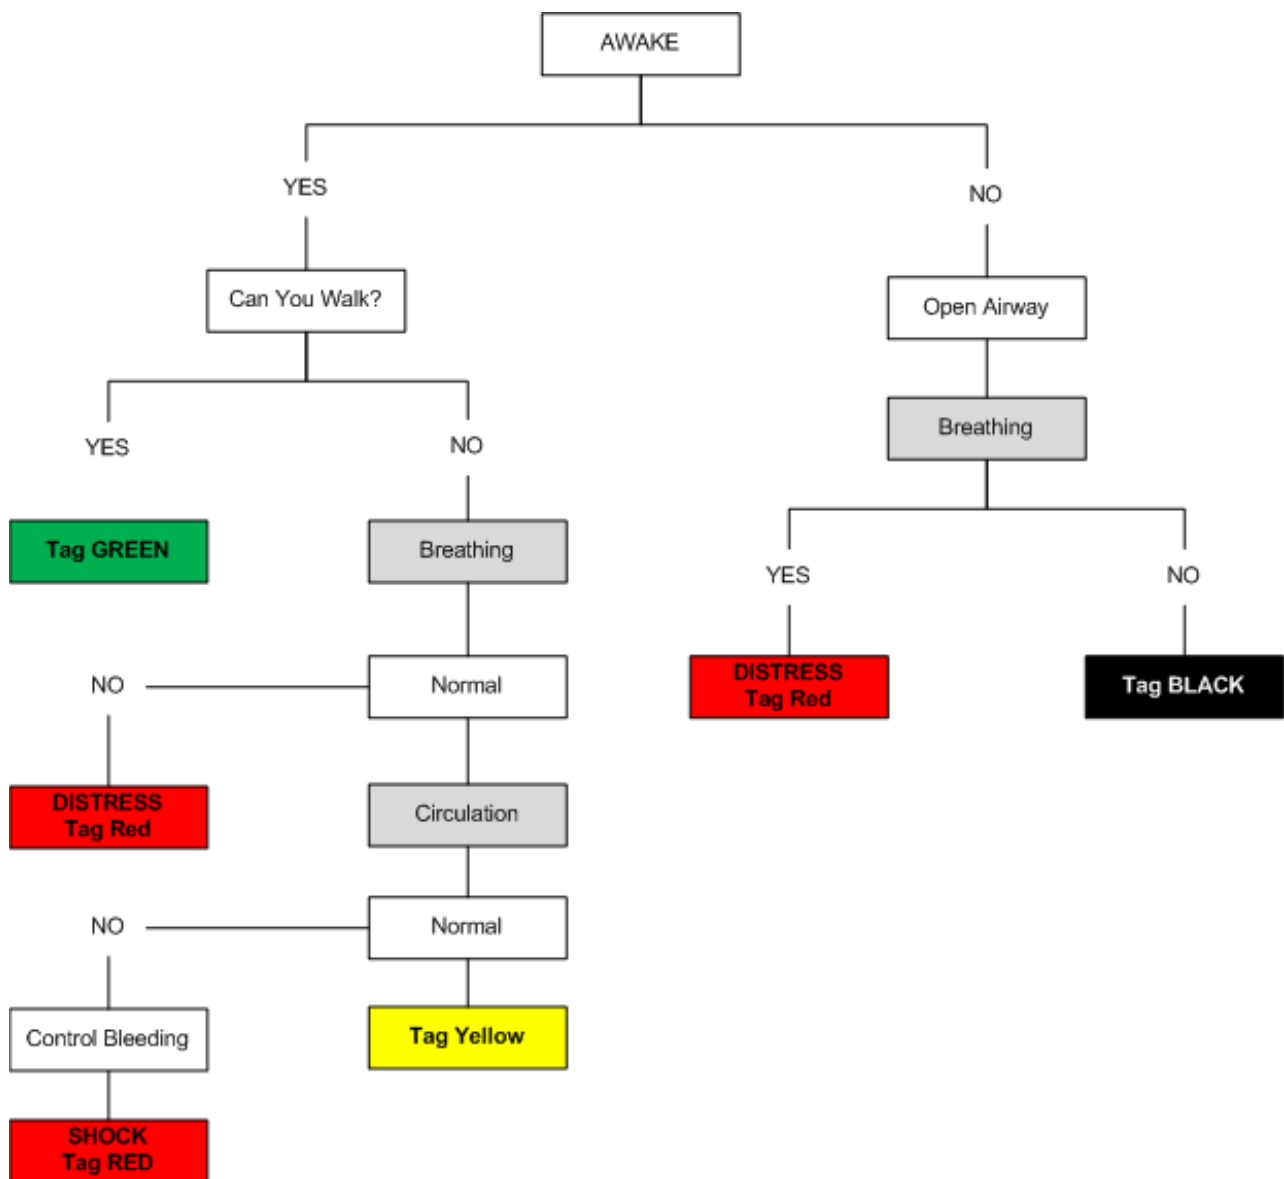 AWAKE
YES
NO
Can You Walk?
Open Airway
Breathing
YES
NO
Tag GREEN
Breathing
YES
NO
NO
Normal
DISTRESS
Tag Red
Tag BLACK
DISTRESS
Tag Red
Circulation
NO
Normal
Control Bleeding
Tag Yellow
SHOCK
Tag RED